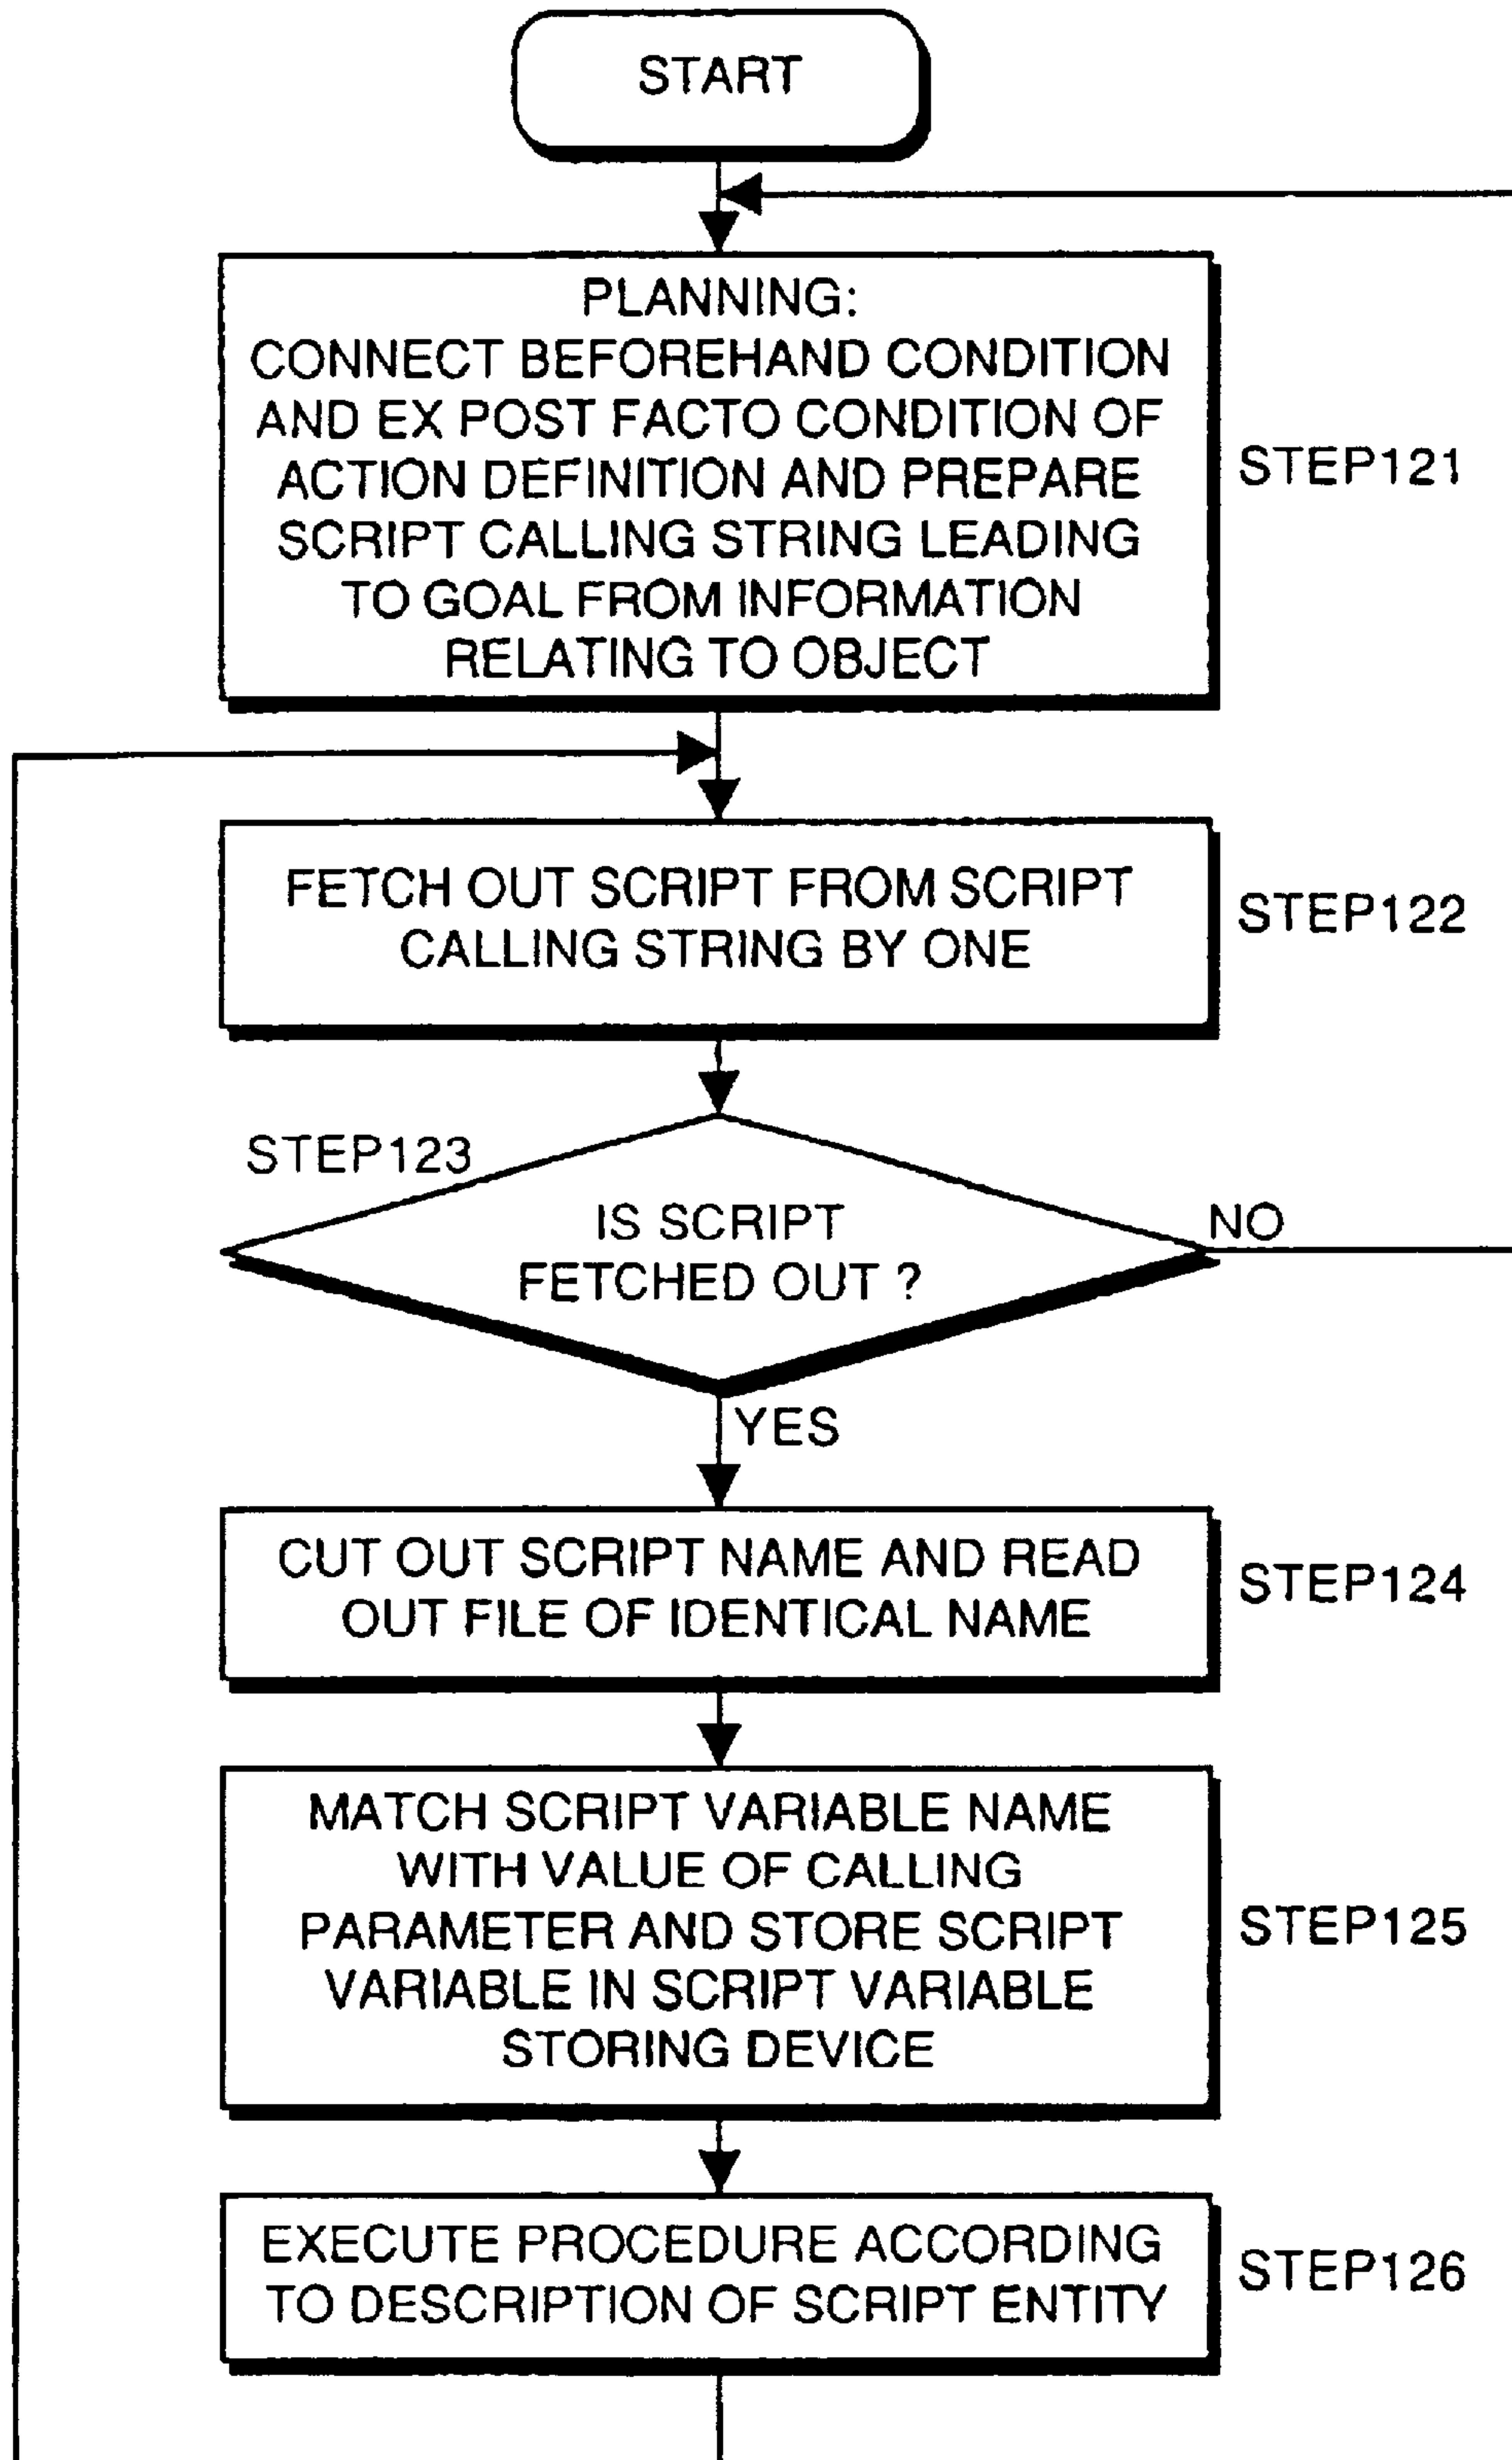 START
PLANNING:
CONNECT BEFOREHAND CONDITION
AND EX POST FACTO CONDITION OF
ACTION DEFINITION AND PREPARE
SCRIPT CALLING STRING LEADING
TO GOAL FROM INFORMATION
RELATING TO OBJECT
STEP121
FETCH OUT SCRIPT FROM SCRIPT
CALLING STRING BY ONE
STEP122
STEP123
IS SCRIPT
FETCHED OUT ?
NO
YES
CUT OUT SCRIPT NAME AND READ
OUT FILE OF IDENTICAL NAME
STEP124
MATCH SCRIPT VARIABLE NAME
WITH VALUE OF CALLING
PARAMETER AND STORE SCRIPT
VARIABLE IN SCRIPT VARIABLE
STORING DEVICE
STEP125
EXECUTE PROCEDURE ACCORDING
TO DESCRIPTION OF SCRIPT ENTITY
STEP126